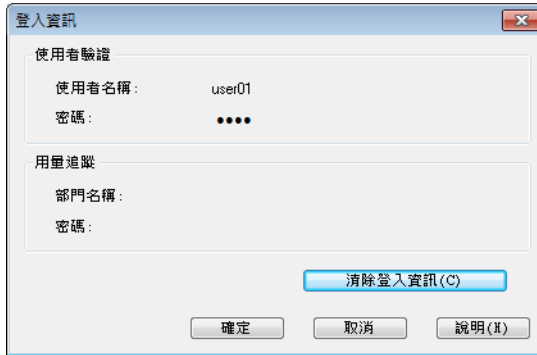 登入資訊
使用者驗證
使用者名稱: user01
密碼: ●●●●
用量追蹤
部門名稱:
密碼:
清除登入資訊(C)
確定 取消 說明(H)